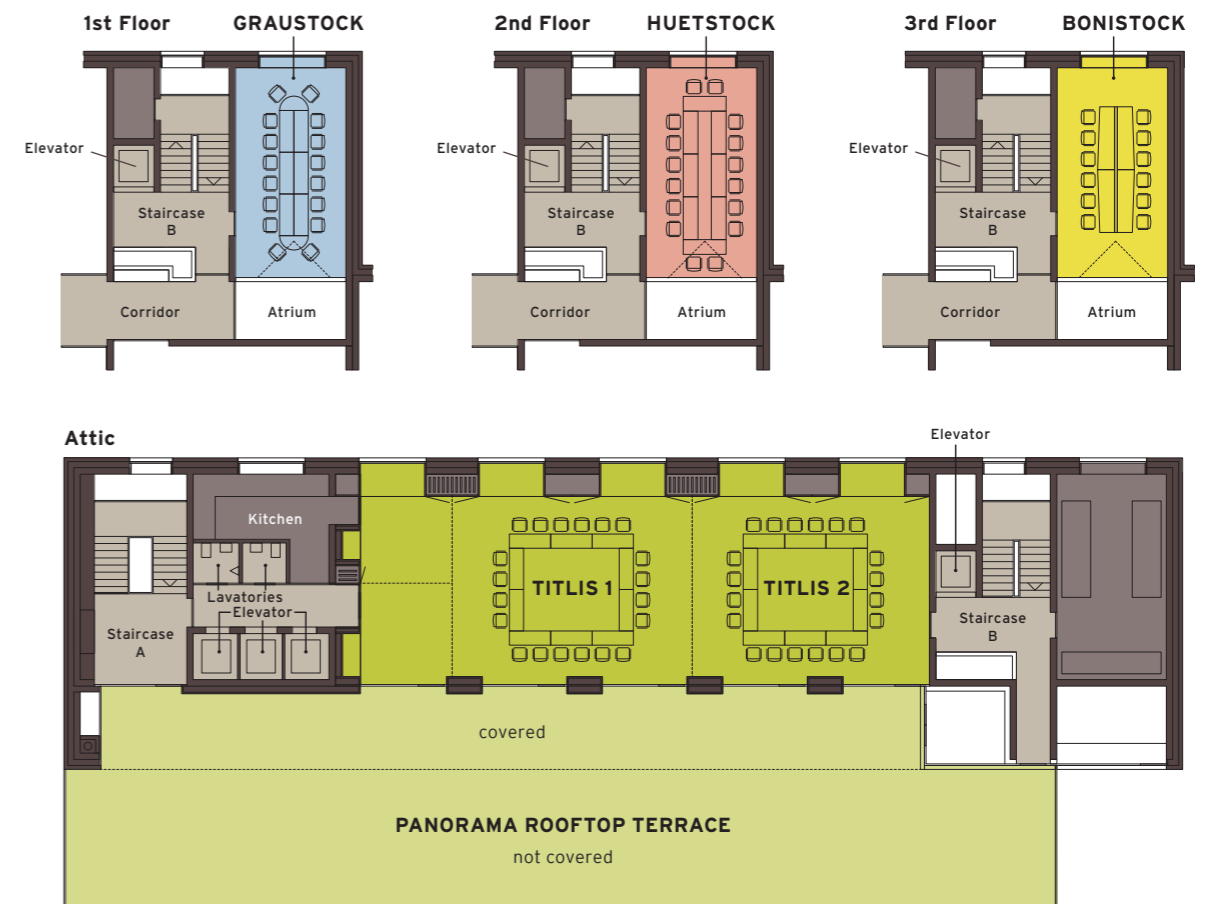 1st Floor GRAUSTOCK
Elevator
Staircase
B
Corridor
Atrium
2nd Floor HUETSTOCK
Elevator
Staircase
B
Corridor
Atrium
3rd Floor BONISTOCK
Elevator
Staircase
B
Corridor
Atrium
Attic
Elevator
Kitchen
Lavatories
Elevator
Staircase
A
TITLIS 1
TITLIS 2
Staircase
B
covered
PANORAMA ROOFTOP TERRACE
not covered